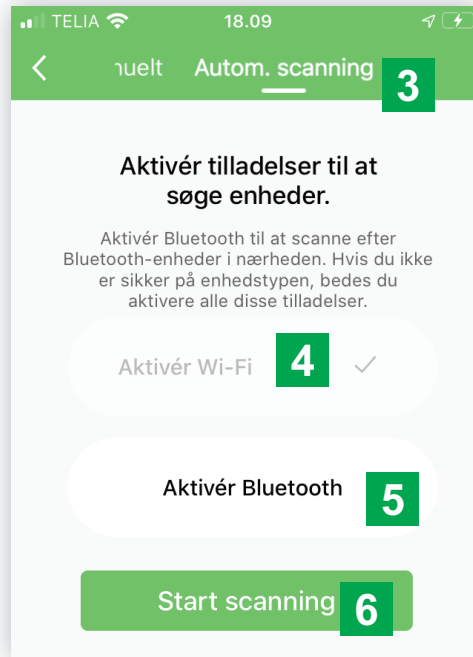 TELIA 18.09
nuelt Autom. scanning 3
Aktivér tilladelser til at
søge enheder.
Aktivér Bluetooth til at scanne efter
Bluetooth-enheder i nærheden. Hvis du ikke
er sikker på enhedstypen, bedes du
aktivere alle disse tilladelser.
Aktivér Wi-Fi 4
Aktivér Bluetooth 5
Start scanning 6